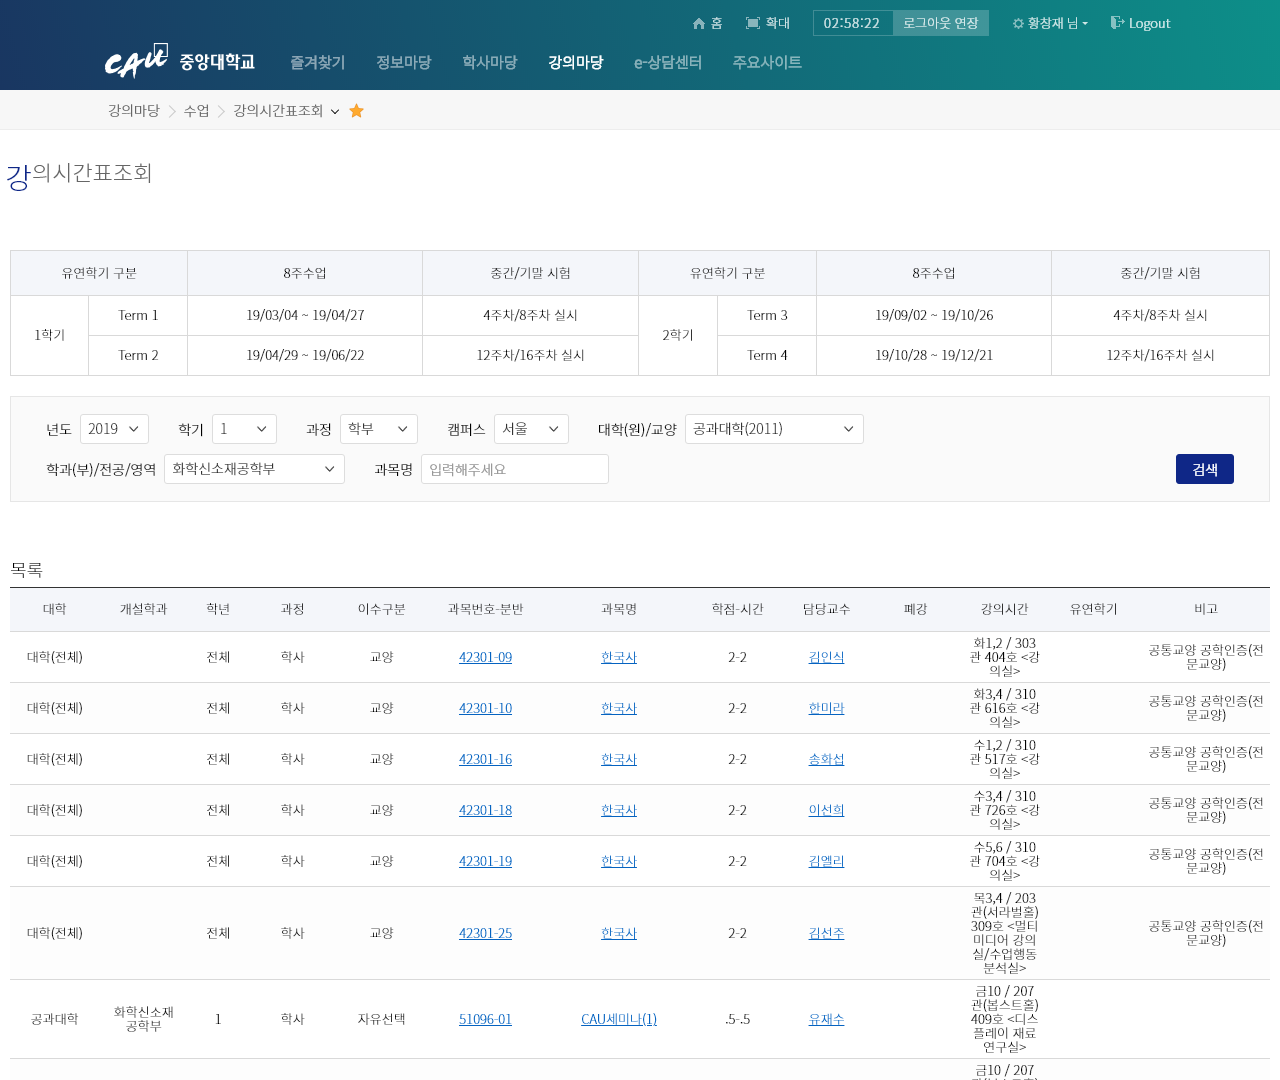 홈 확대 02:58:22 로그아웃 연장 황창재 님 Logout
CAU 중앙대학교 즐겨찾기 정보마당 학사마당 강의마당 e-상담센터 주요사이트
강의마당 수업 강의시간표조회
강의시간표조회
유연학기 구분 8주수업 중간/기말 시험 유연학기 구분 8주수업 중간/기말 시험
1학기 Term 1 19/03/04 ~ 19/04/27 4주차/8주차 실시 2학기 Term 3 19/09/02 ~ 19/10/26 4주차/8주차 실시
Term 2 19/04/29 ~ 19/06/22 12주차/16주차 실시 Term 4 19/10/28 ~ 19/12/21 12주차/16주차 실시
년도 2019 학기 1 과정 학부 캠퍼스 서울 대학(원)/교양 공과대학(2011)
학과(부)/전공/영역 화학신소재공학부 과목명 입력해주세요 검색
목록
대학 개설학과 학년 과정 이수구분 과목번호-분반 과목명 학점-시간 담당교수 폐강 강의시간 유연학기 비고
대학(전체) 전체 학사 교양 42301-09 한국사 2-2 김인식 화1,2 / 303관 404호 <강의실> 공통교양 공학인증(전문교양)
대학(전체) 전체 학사 교양 42301-10 한국사 2-2 한미라 화3,4 / 310관 616호 <강의실> 공통교양 공학인증(전문교양)
대학(전체) 전체 학사 교양 42301-16 한국사 2-2 송화섭 수1,2 / 310관 517호 <강의실> 공통교양 공학인증(전문교양)
대학(전체) 전체 학사 교양 42301-18 한국사 2-2 이선희 수3,4 / 310관 726호 <강의실> 공통교양 공학인증(전문교양)
대학(전체) 전체 학사 교양 42301-19 한국사 2-2 김엘리 수5,6 / 310관 704호 <강의실> 공통교양 공학인증(전문교양)
대학(전체) 전체 학사 교양 42301-25 한국사 2-2 김선주 목3,4 / 203관(서라벌홀) 309호 <멀티미디어 강의실/수업행동분석실> 공통교양 공학인증(전문교양)
공과대학 화학신소재공학부 1 학사 자유선택 51096-01 CAU세미나(1) .5-.5 유재수 금10 / 207관(봅스트홀) 409호 <디스플레이 재료연구실>
금10 / 207